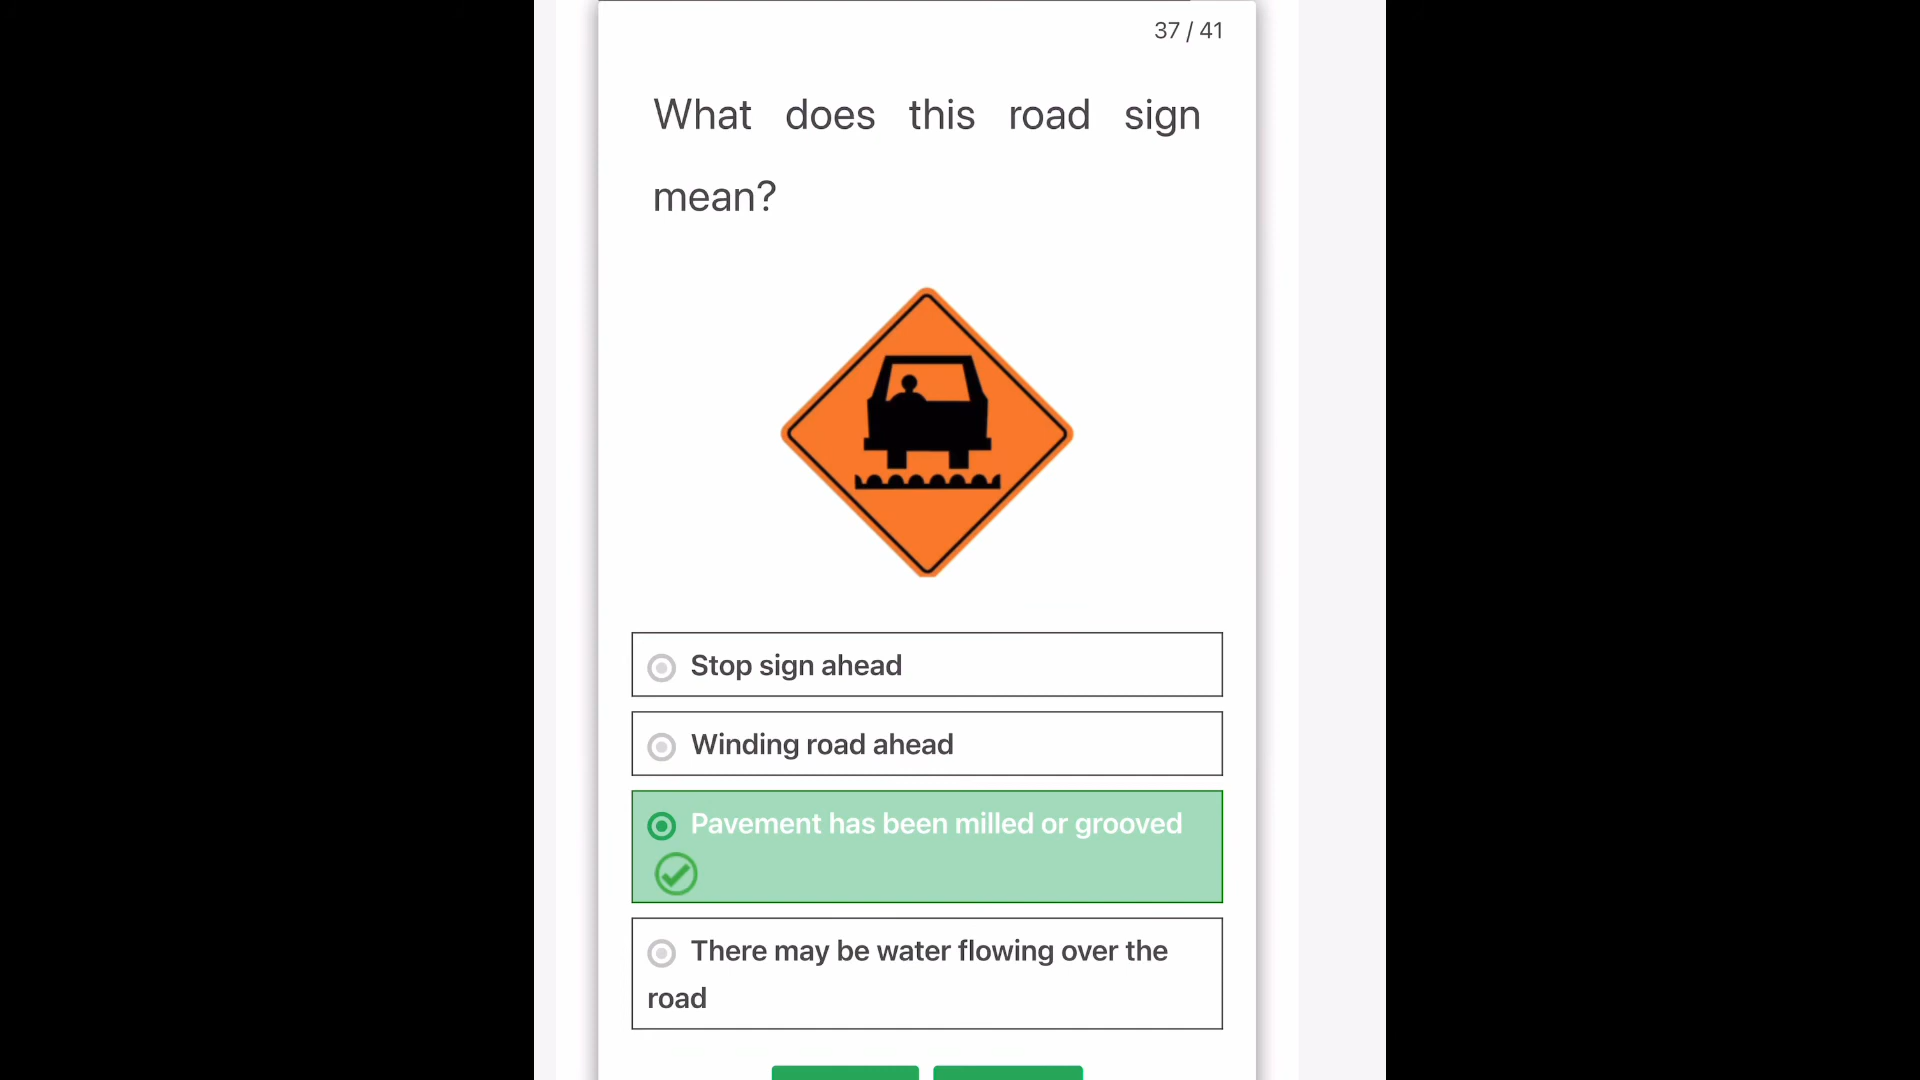 37 / 41
What does this road sign
mean?
Stop sign ahead
Winding road ahead
Pavement has been milled or grooved
There may be water flowing over the
road